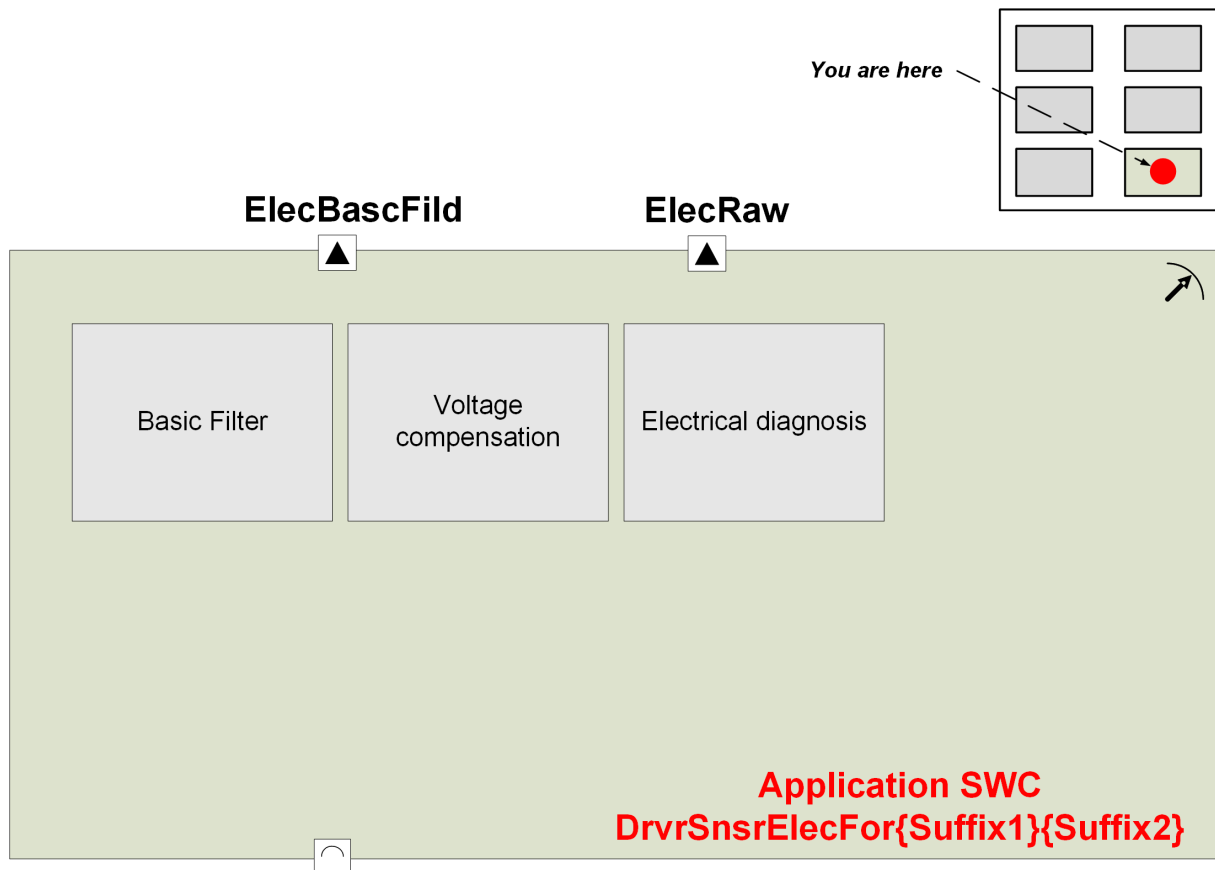 You are here
ElecBascFild
ElecRaw
Basic Filter
Voltage
compensation
Electrical diagnosis
Application SWC
DrvrSnsrElecFor{Suffix1}{Suffix2}